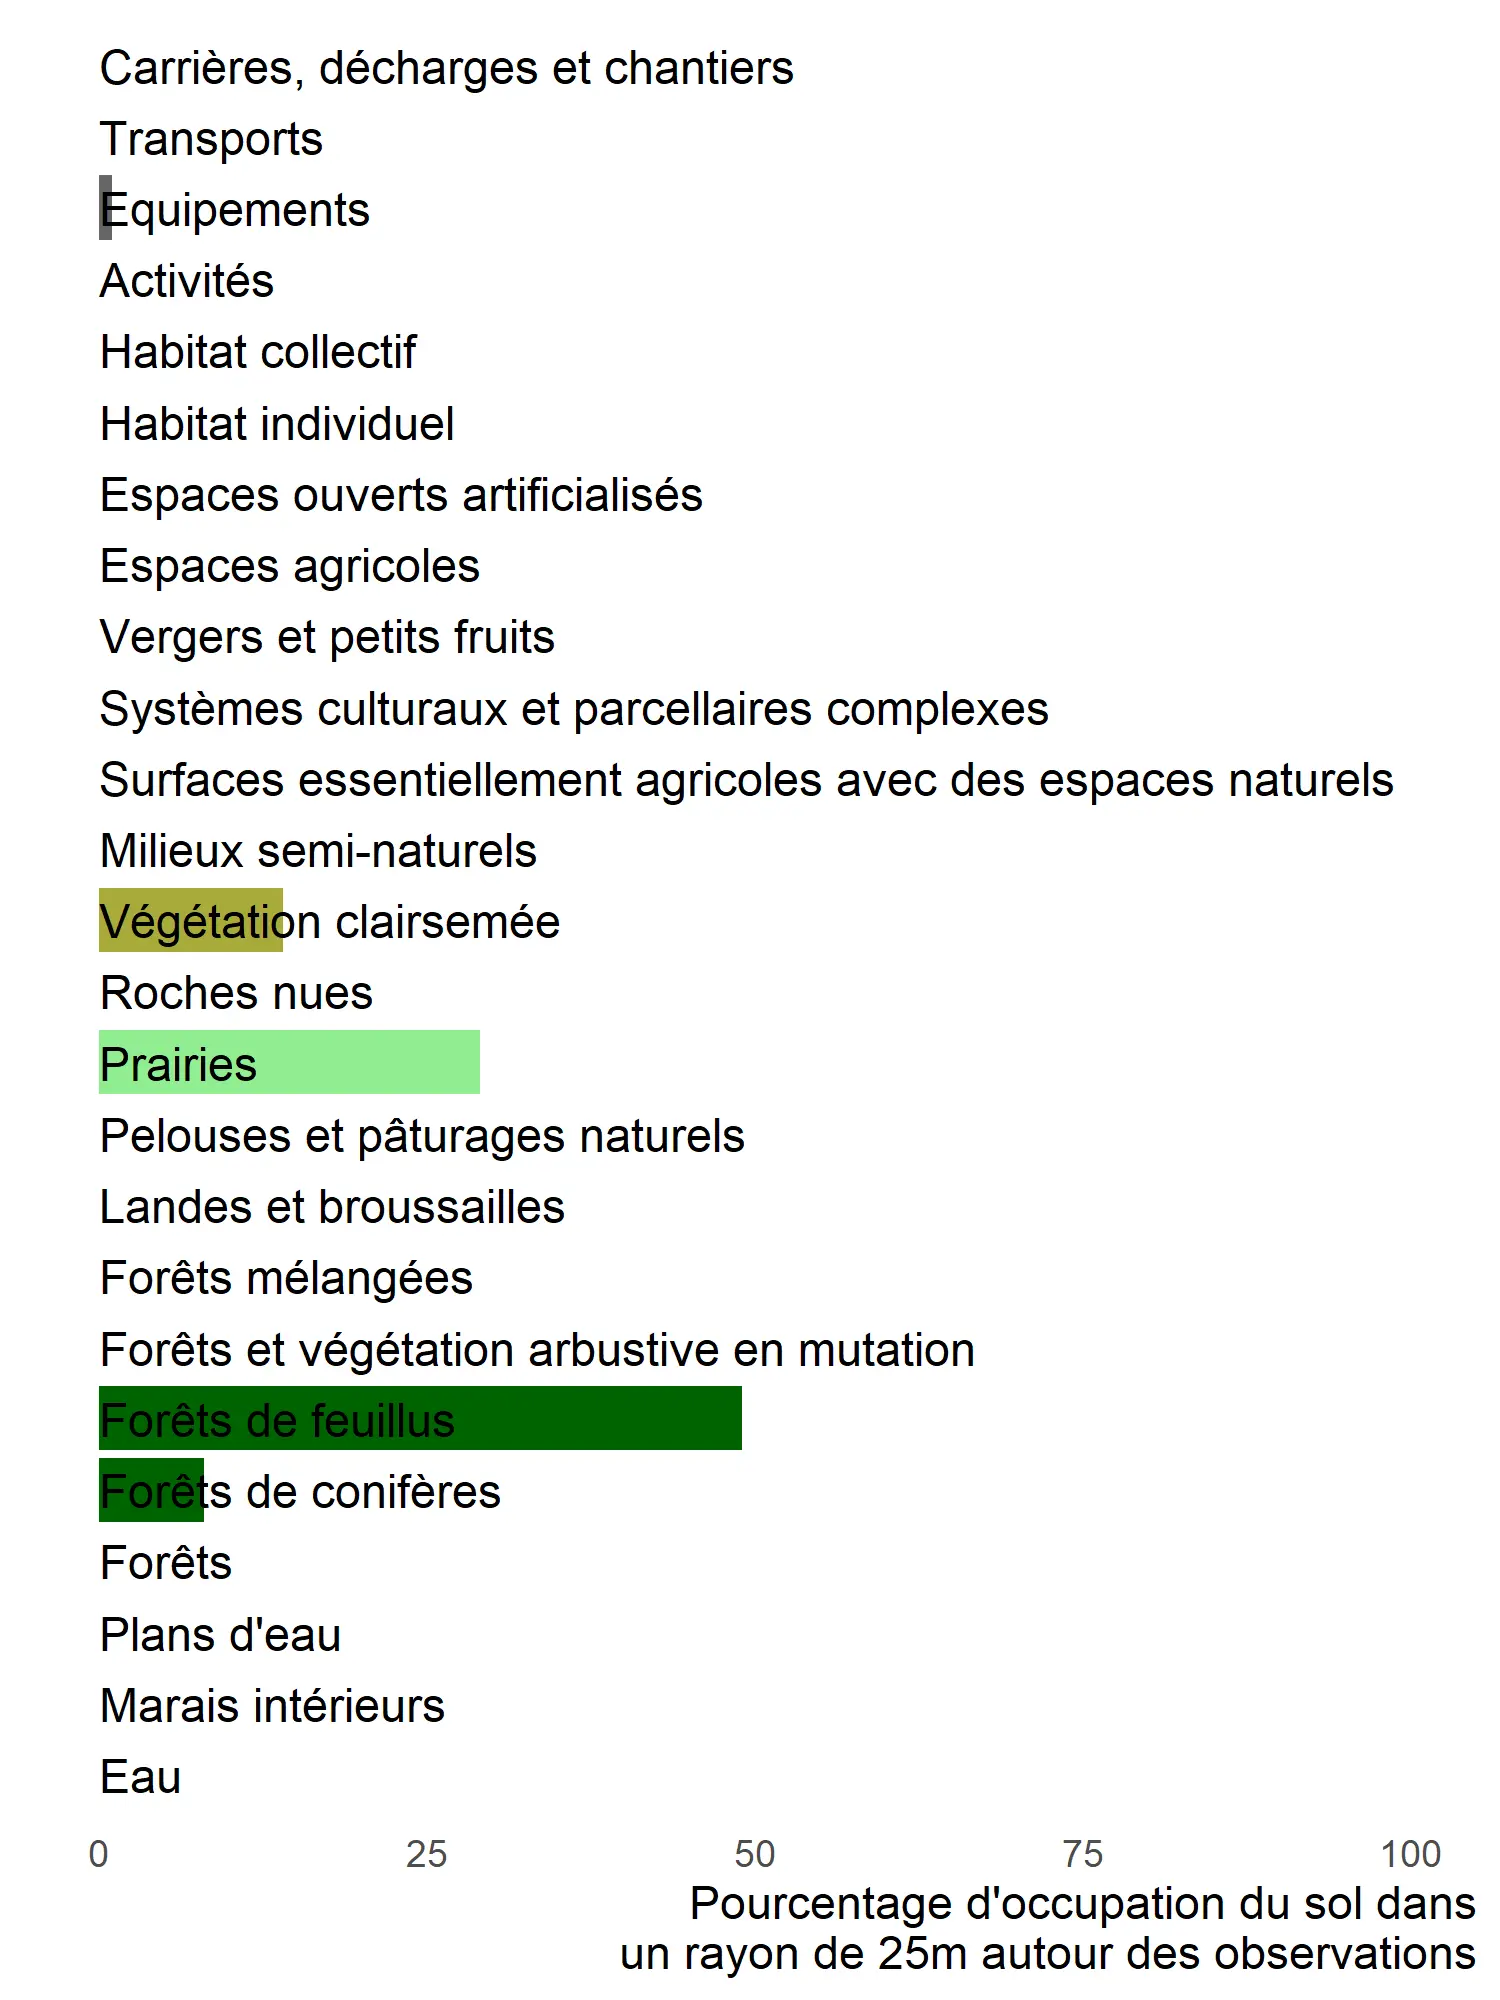 Carrières, décharges et chantiers
Transports
Equipements
Activités
Habitat collectif
Habitat individuel
Espaces ouverts artificialisés
Espaces agricoles
Vergers et petits fruits
Systèmes culturaux et parcellaires complexes
Surfaces essentiellement agricoles avec des espaces naturels
Milieux semi-naturels
Végétation clairsemée
Roches nues
Prairies
Pelouses et pâturages naturels
Landes et broussailles
Forêts mélangées
Forêts et végétation arbustive en mutation
Forêts de feuillus
Forêts de conifères
Forêts
Plans d'eau
Marais intérieurs
Eau
0 25 50 75 100
Pourcentage d'occupation du sol dans
un rayon de 25m autour des observations